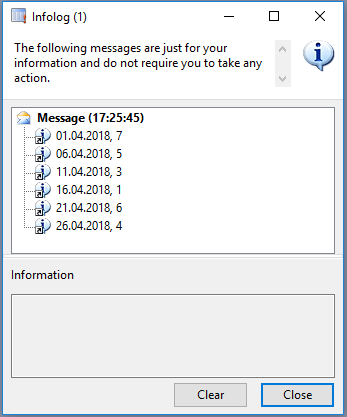 Infolog (1)
The following messages are just for your
information and do not require you to take any
action.
Message (17:25:45)
01.04.2018, 7
06.04.2018, 5
11.04.2018, 3
16.04.2018, 1
21.04.2018, 6
26.04.2018, 4
Information
Clear
Close